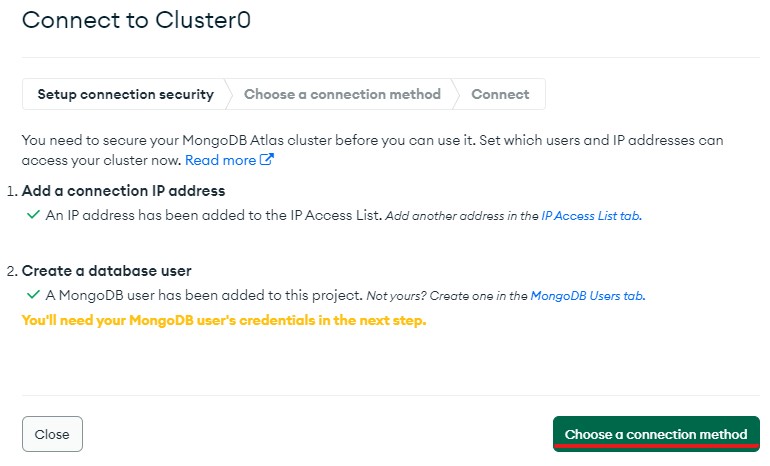 Connect to Cluster0
Setup connection security
Choose a connection method
Connect
You need to secure your MongoDB Atlas cluster before you can use it. Set which users and IP addresses can
access your cluster now. Read more
1. Add a connection IP address
An IP address has been added to the IP Access List. Add another address in the IP Access List tab.
2. Create a database user
A MongoDB user has been added to this project. Not yours? Create one in the MongoDB Users tab.
You'll need your MongoDB user's credentials in the next step.
Close
Choose a connection method